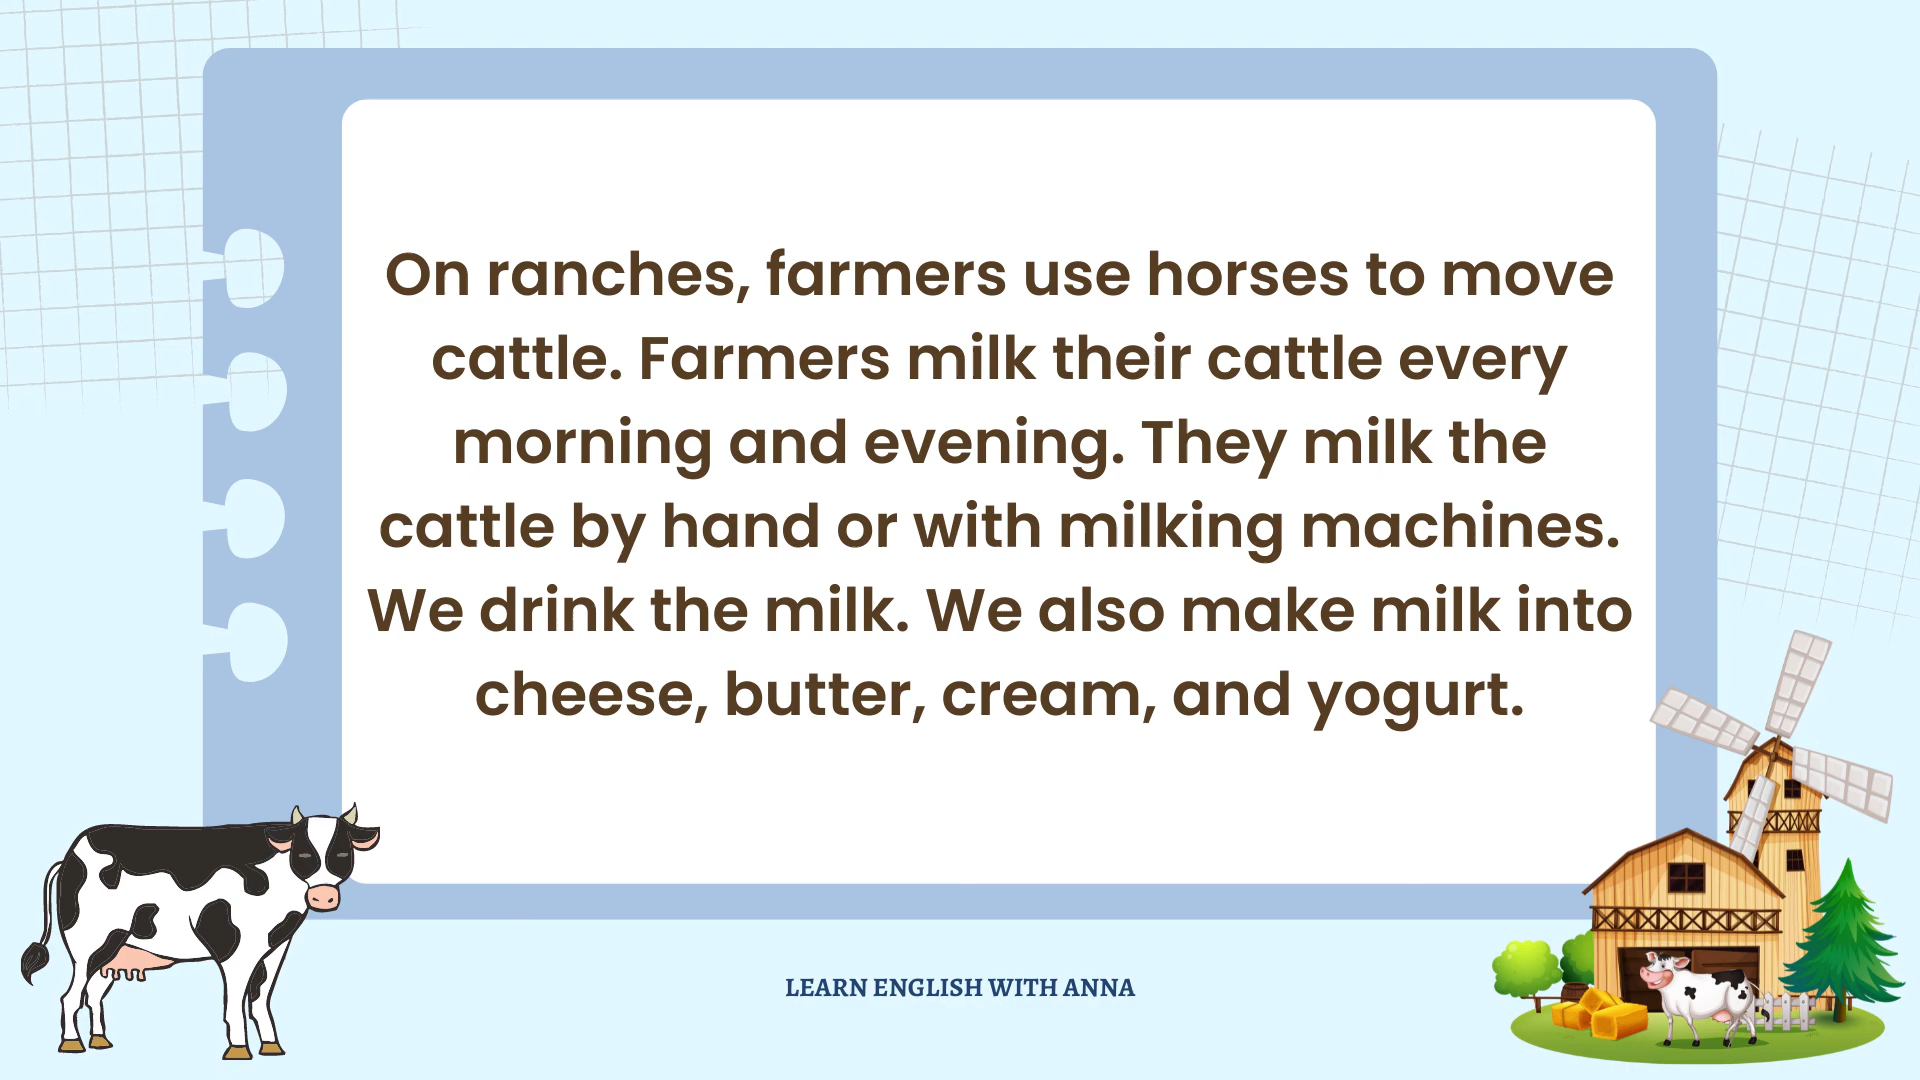 On ranches, farmers use horses to move
cattle. Farmers milk their cattle every
morning and evening. They milk the
cattle by hand or with milking machines.
We drink the milk. We also make milk into
cheese, butter, cream, and yogurt.
LEARN ENGLISH WITH ANNA